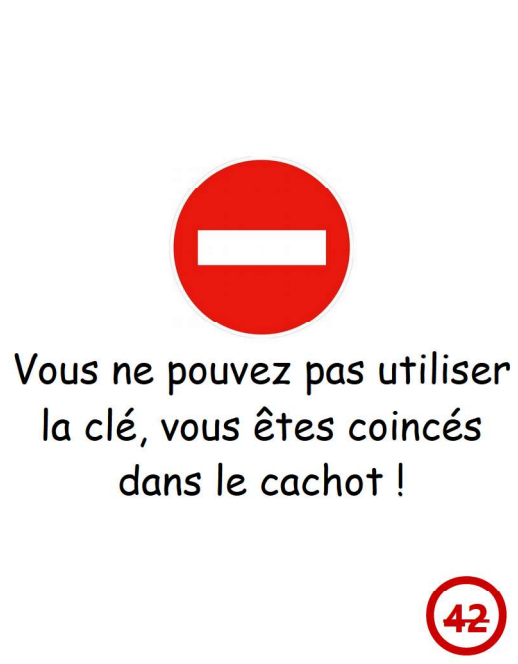 Vous ne pouvez pas utiliser
la clé, vous êtes coincés
dans le cachot !
42